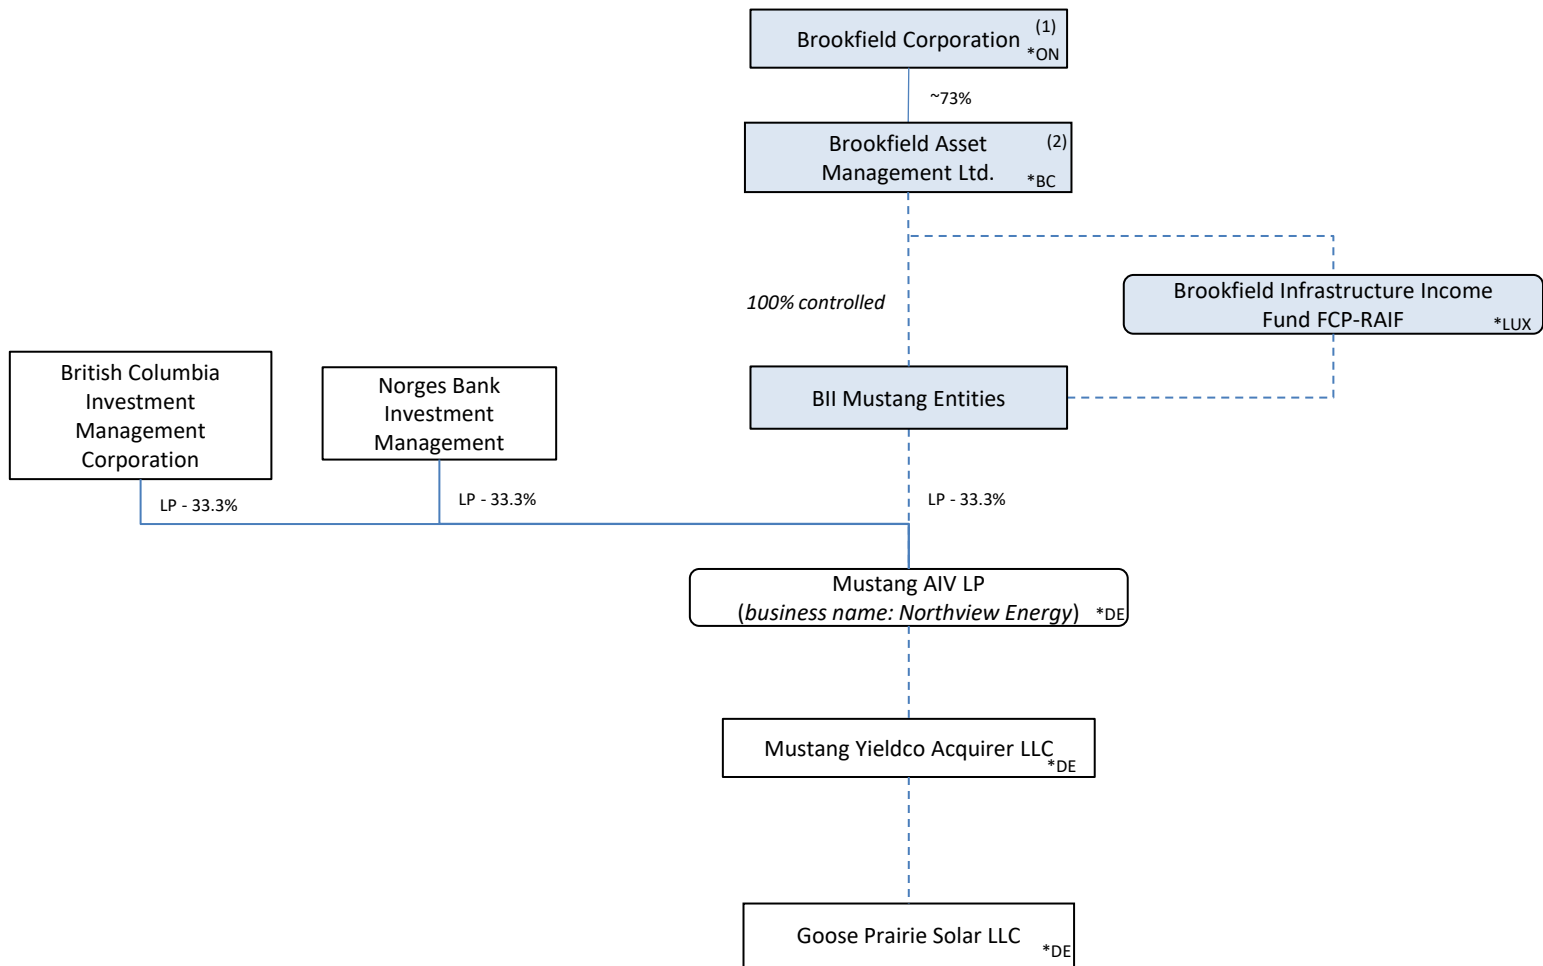 Brookfield Corporation
(1)
*ON
~73%
Brookfield Asset
Management Ltd.
(2)
*BC
100% controlled
Brookfield Infrastructure Income
Fund FCP-RAIF
*LUX
British Columbia
Investment
Management
Corporation
Norges Bank
Investment
Management
BII Mustang Entities
LP - 33.3%
LP - 33.3%
LP - 33.3%
Mustang AIV LP
(business name: Northview Energy)
*DE
Mustang Yieldco Acquirer LLC
*DE
Goose Prairie Solar LLC
*DE